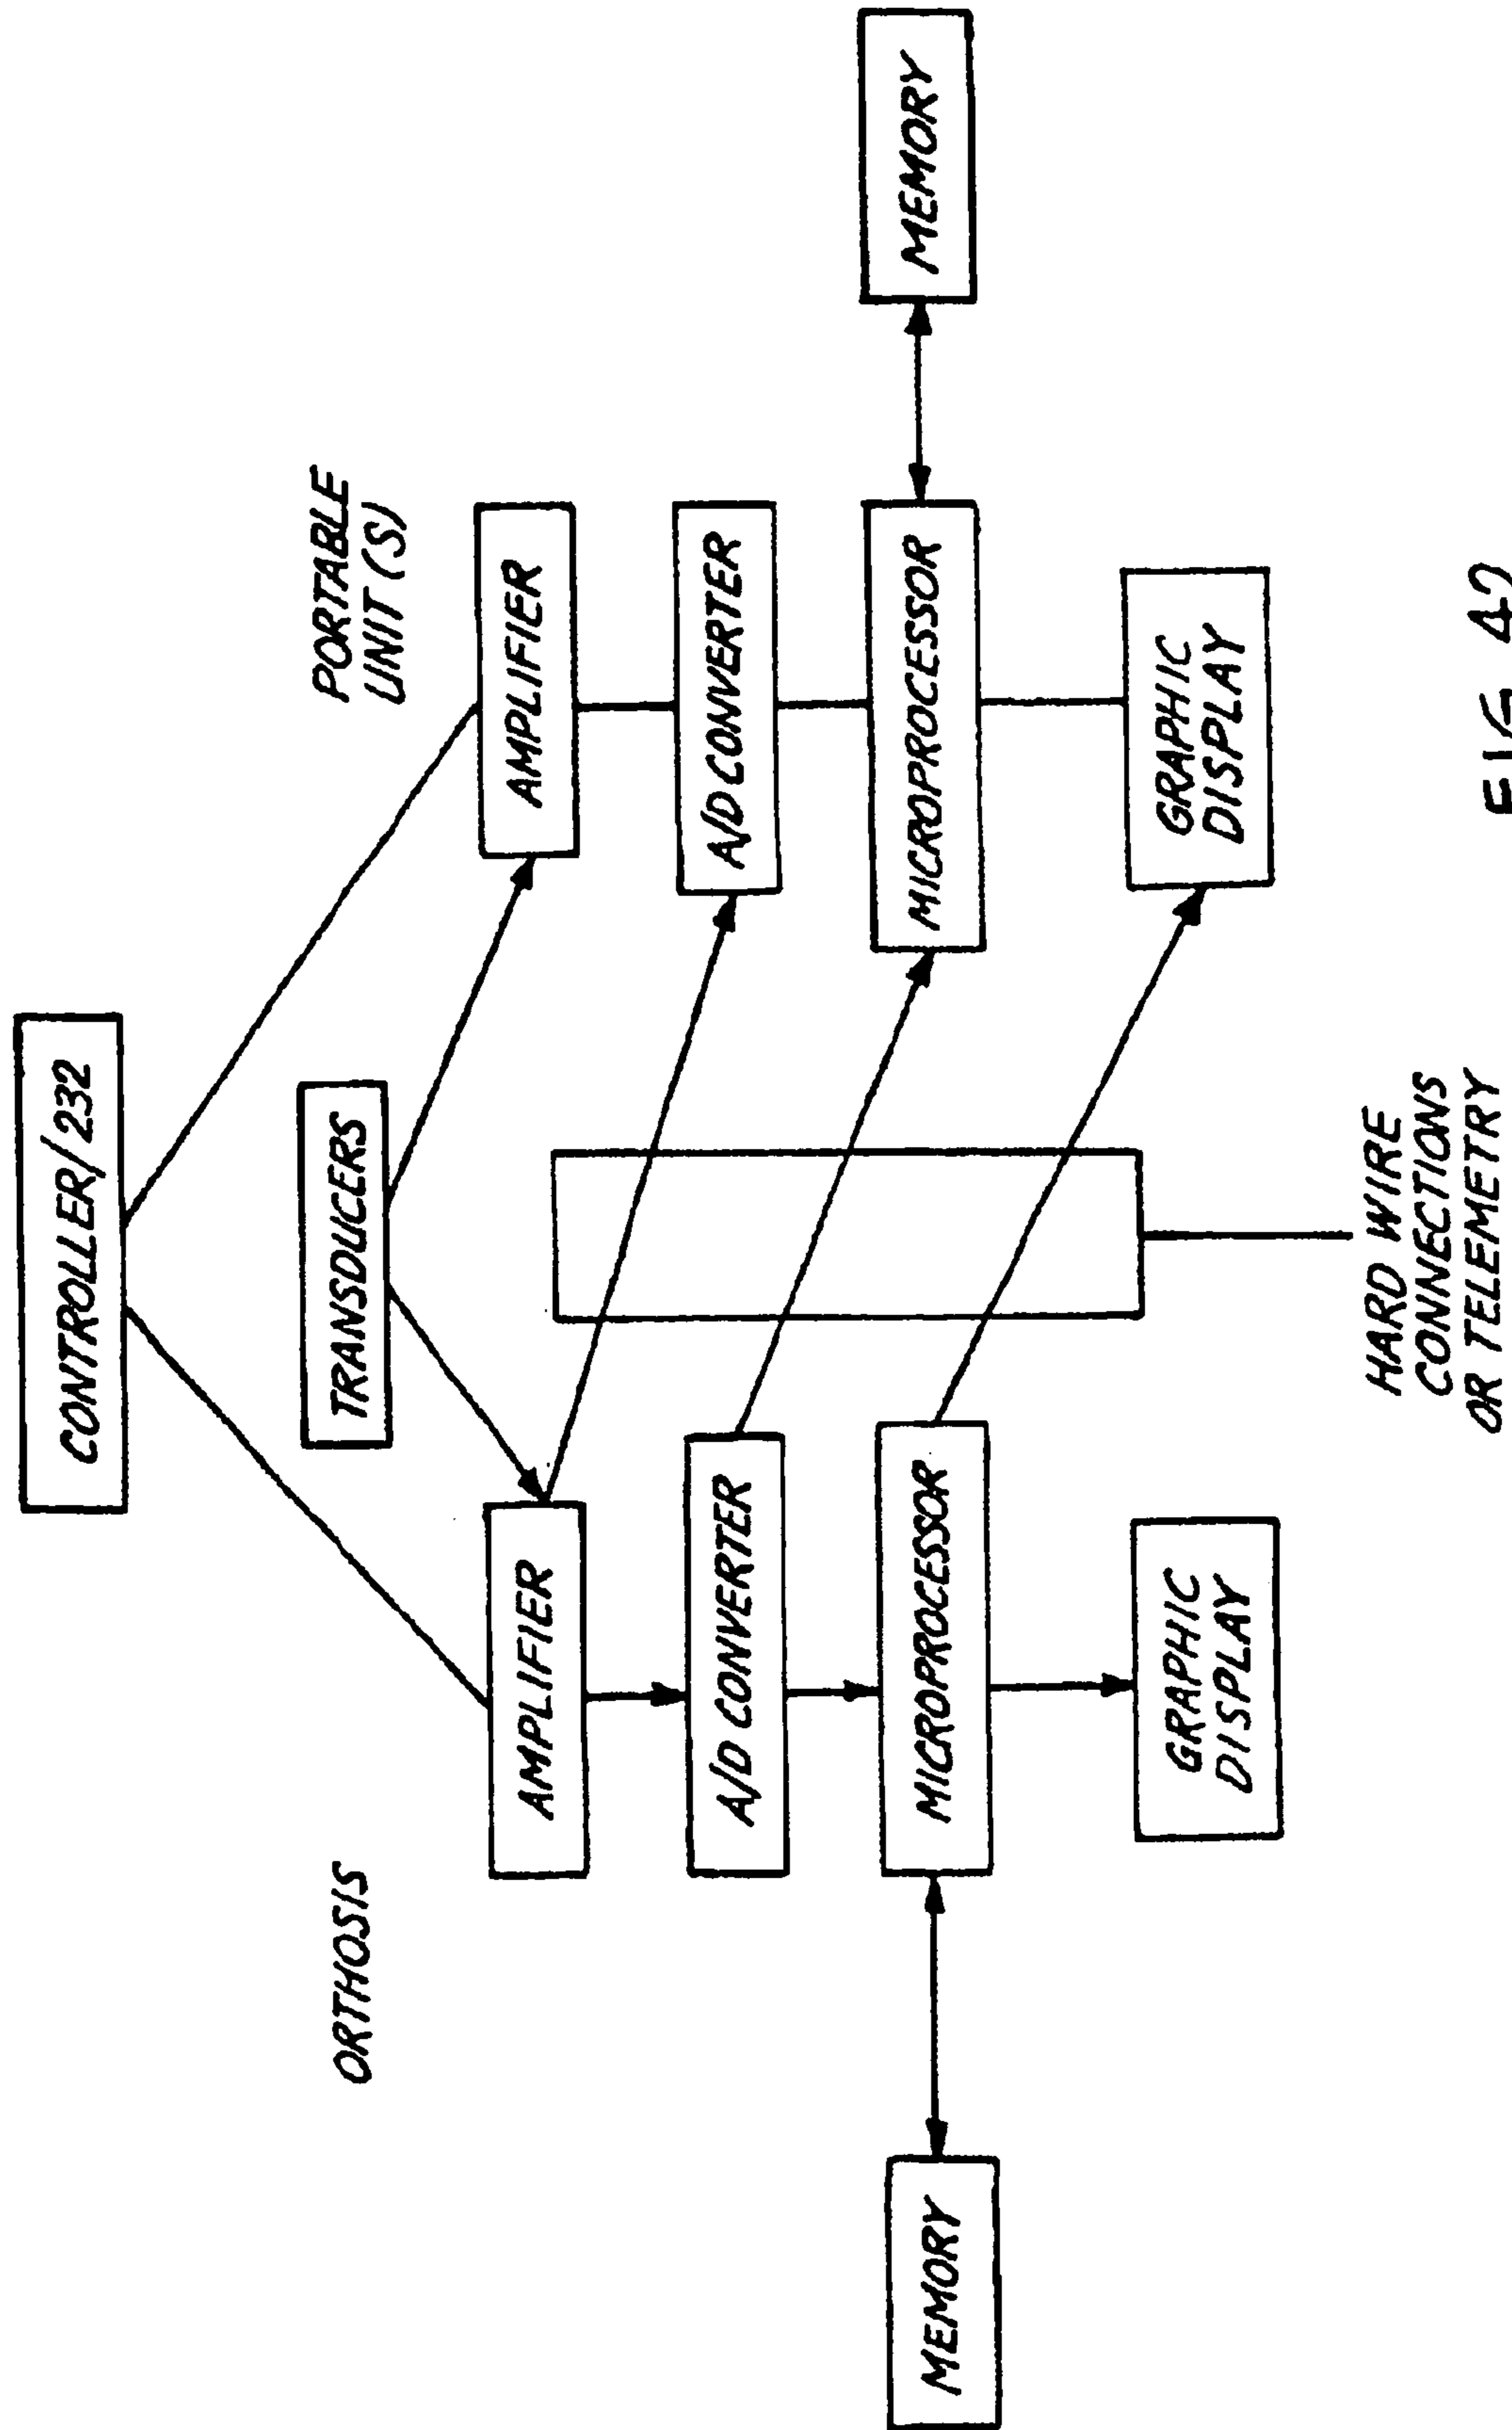 CONTROLLER/232
ORTHOSIS
TRANSDUCERS
PORTABLE
UNIT(S)
AMPLIFIER
AMPLIFIER
A/D CONVERTER
A/D CONVERTER
MEMORY
MICROPROCESSOR
MICROPROCESSOR
MEMORY
GRAPHIC
DISPLAY
GRAPHIC
DISPLAY
HARD WIRE
CONNECTIONS
OR TELEMETRY
FIG